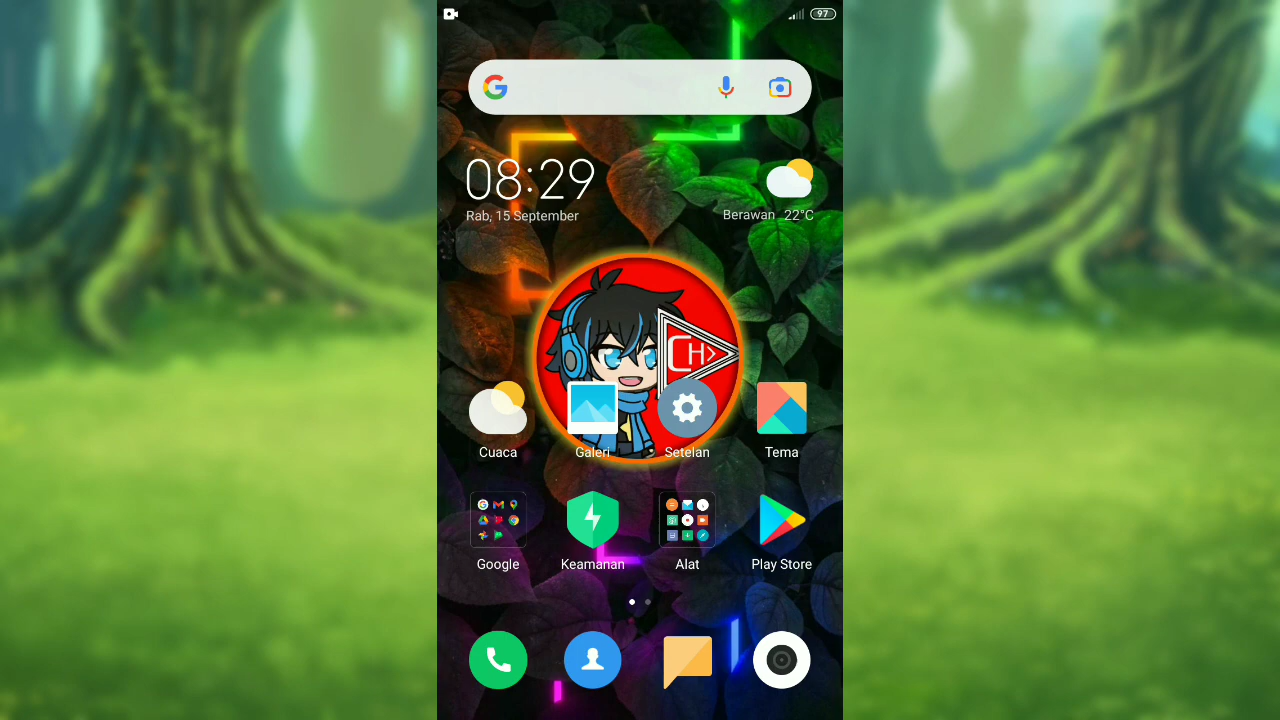 97
08:29
Rab, 15 September
Berawan 22°C
CH>
Cuaca
Galeri
Setelan
Tema
Google
Keamanan
Alat
Play Store